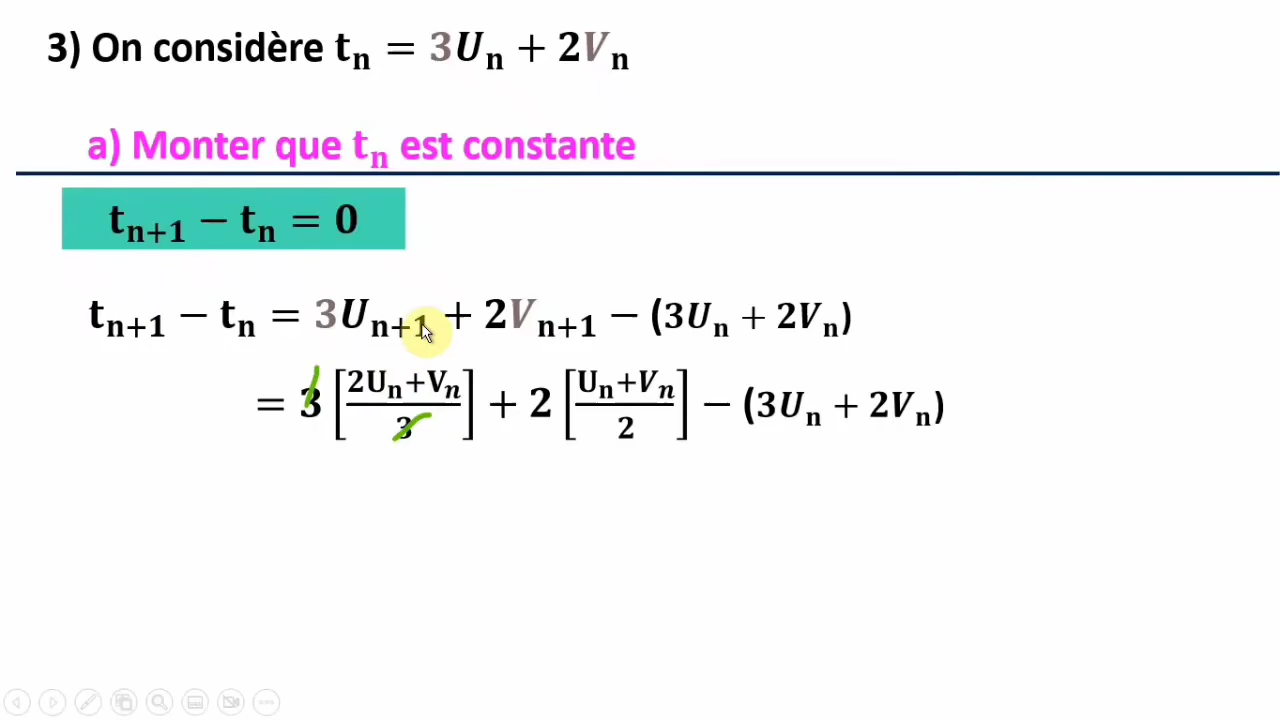 3) On considère tₙ = 3Uₙ + 2Vₙ
a) Monter que tₙ est constante
tₙ₊₁ − tₙ = 0
tₙ₊₁ − tₙ = 3Uₙ₊₁ + 2Vₙ₊₁ − (3Uₙ + 2Vₙ)
= 3 [(2Uₙ+Vₙ)/3] + 2 [(Uₙ+Vₙ)/2] − (3Uₙ + 2Vₙ)